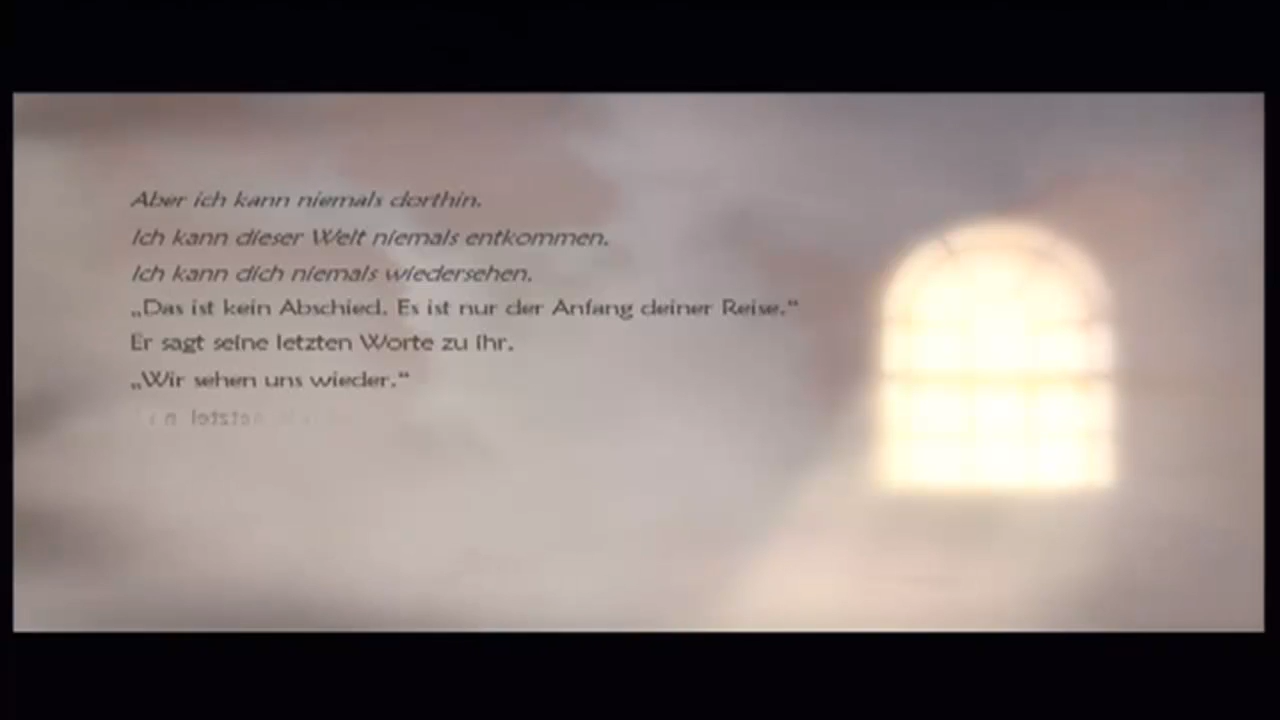 Aber ich kann niemals dorthin.
Ich kann dieser Welt niemals entkommen.
Ich kann dich niemals wiedersehen.
„Das ist kein Abschied. Es ist nur der Anfang deiner Reise.“
Er sagt seine letzten Worte zu ihr.
„Wir sehen uns wieder.“